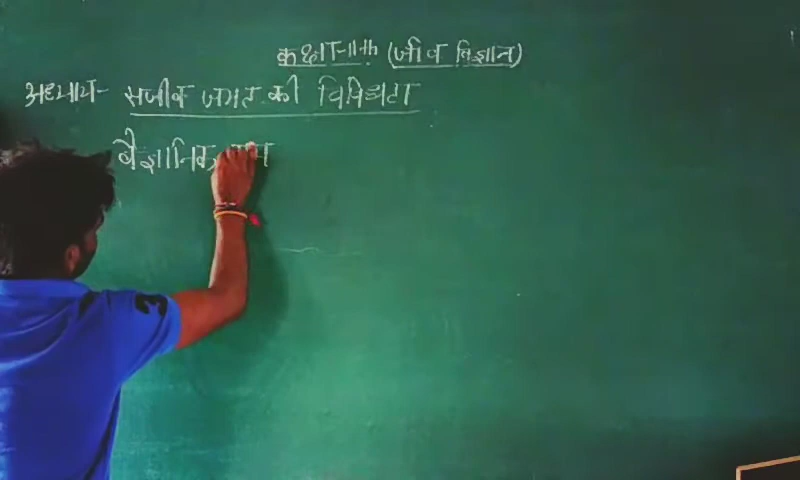 कक्षा-11th (जीव विज्ञान)
अध्याय- सजीव जगत की विविधता
वैज्ञानिक